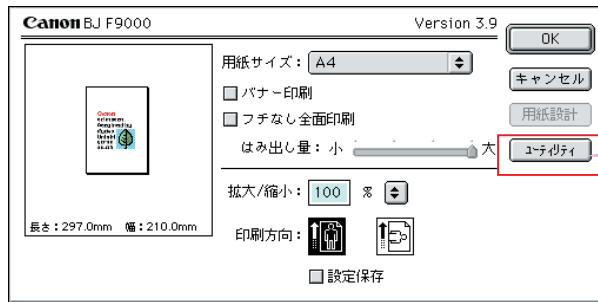 Canon BJ F9000
Version 3.9
OK
用紙サイズ： A4
キャンセル
バナー印刷
フチなし全面印刷
用紙設計
はみ出し量： 小 大
ユーティリティ
拡大/縮小： 100 %
長さ：297.0mm 幅：210.0mm
印刷方向：
設定保存
Canon